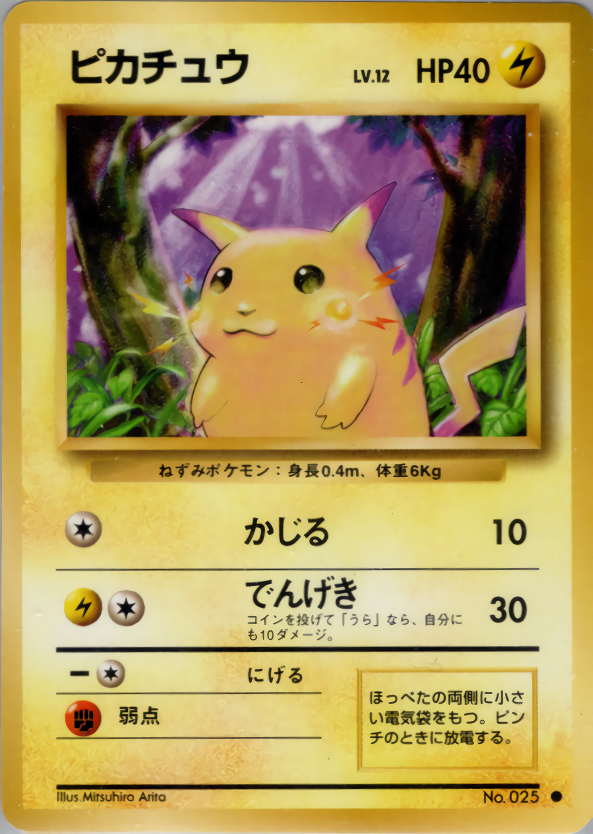 ピカチュウ LV.12 HP40
ねずみポケモン：身長0.4m、体重6Kg
かじる 10
でんげき 30
コインを投げて「うら」なら、自分に
も10ダメージ。
にげる
弱点
ほっぺたの両側に小さ
い電気袋をもつ。ピン
チのときに放電する。
Illus.Mitsuhiro Arita No.025